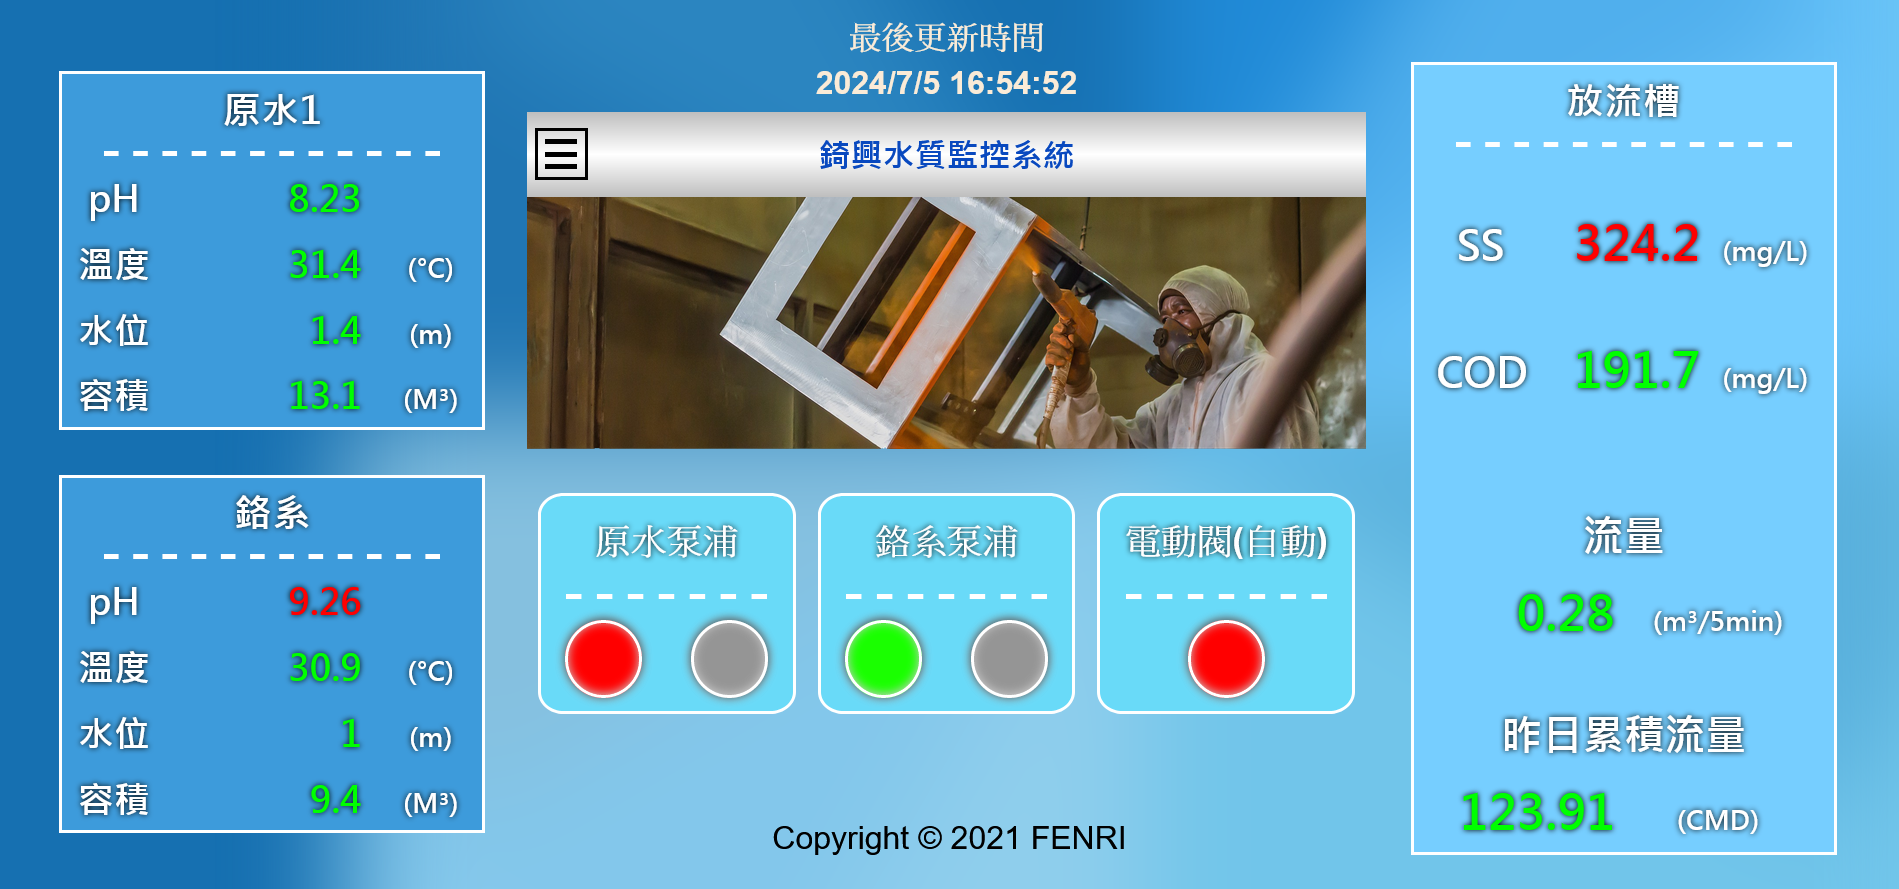 最後更新時間
2024/7/5 16:54:52
錡興水質監控系統
原水1
pH 8.23
溫度 31.4 (°C)
水位 1.4 (m)
容積 13.1 (M³)
鉻系
pH 9.26
溫度 30.9 (°C)
水位 1 (m)
容積 9.4 (M³)
原水泵浦
鉻系泵浦
電動閥(自動)
放流槽
SS 324.2 (mg/L)
COD 191.7 (mg/L)
流量
0.28 (m³/5min)
昨日累積流量
123.91 (CMD)
Copyright © 2021 FENRI